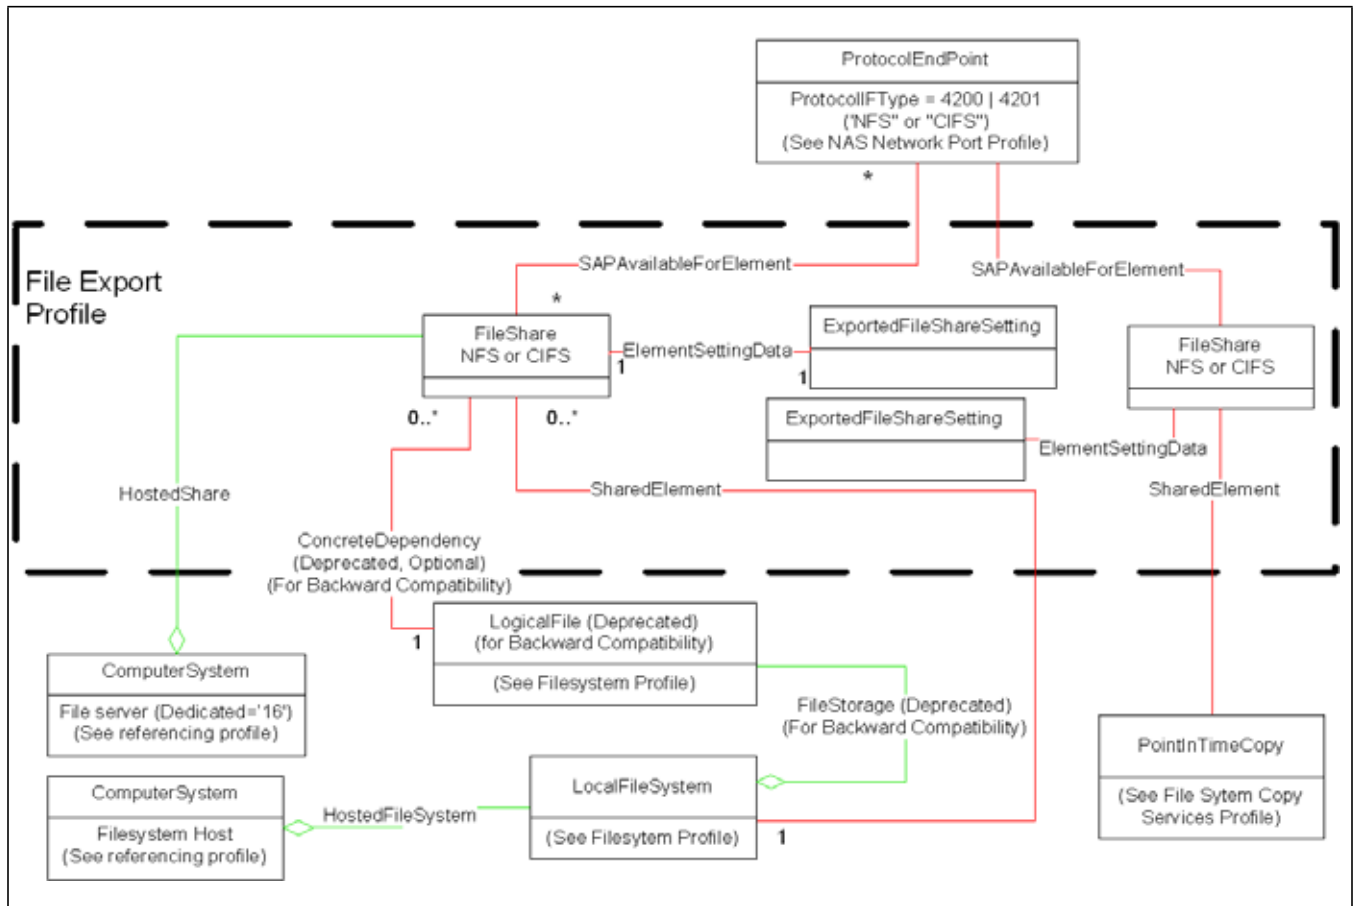 ProtocolEndPoint
ProtocolIFType = 4200 | 4201
("NFS" or "CIFS")
(See NAS Network Port Profile)
*
File Export
Profile
SAPAvailableForElement
SAPAvailableForElement
*
FileShare
NFS or CIFS
ElementSettingData
1
1
ExportedFileShareSetting
FileShare
NFS or CIFS
0..*
0..*
ExportedFileShareSetting
ElementSettingData
HostedShare
SharedElement
SharedElement
ConcreteDependency
(Deprecated, Optional)
(For Backward Compatibility)
1
LogicalFile (Deprecated)
(for Backward Compatibility)
(See Filesystem Profile)
ComputerSystem
File server (Dedicated='16')
(See referencing profile)
FileStorage (Deprecated)
(For Backward Compatibility)
PointInTimeCopy
(See File Sytem Copy
Services Profile)
ComputerSystem
Filesystem Host
(See referencing profile)
HostedFileSystem
LocalFileSystem
(See Filesytem Profile)
1